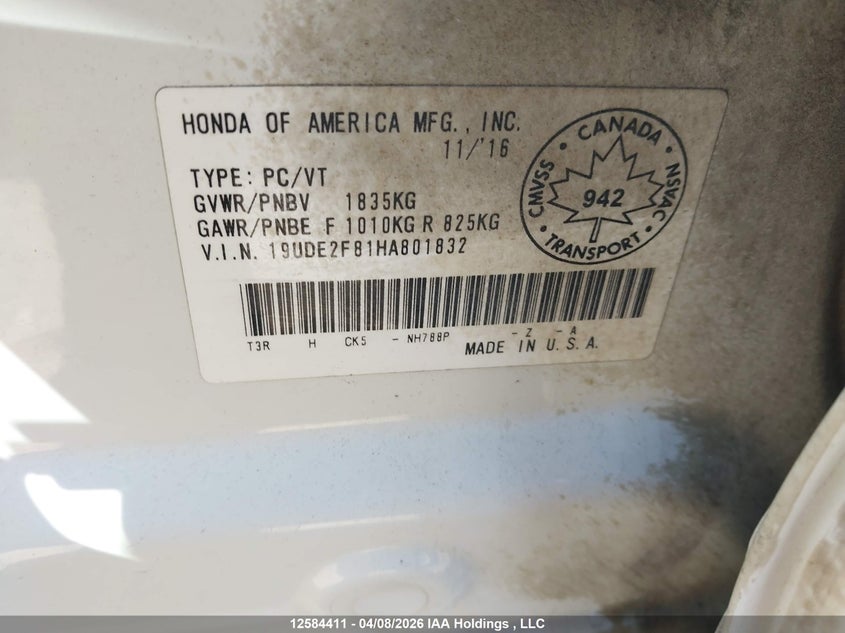 HONDA OF AMERICA MFG., INC.
11/'16
TYPE: PC/VT
GVWR/PNBV 1835KG
GAWR/PNBE F 1010KG R 825KG
V.I.N. 19UDE2F81HA801832
CANADA
CMVSS
942
NSVAC
TRANSPORT
T3R H CK5 - NH788P - Z - A
MADE IN U.S.A.
12584411 - 04/08/2026 IAA Holdings , LLC